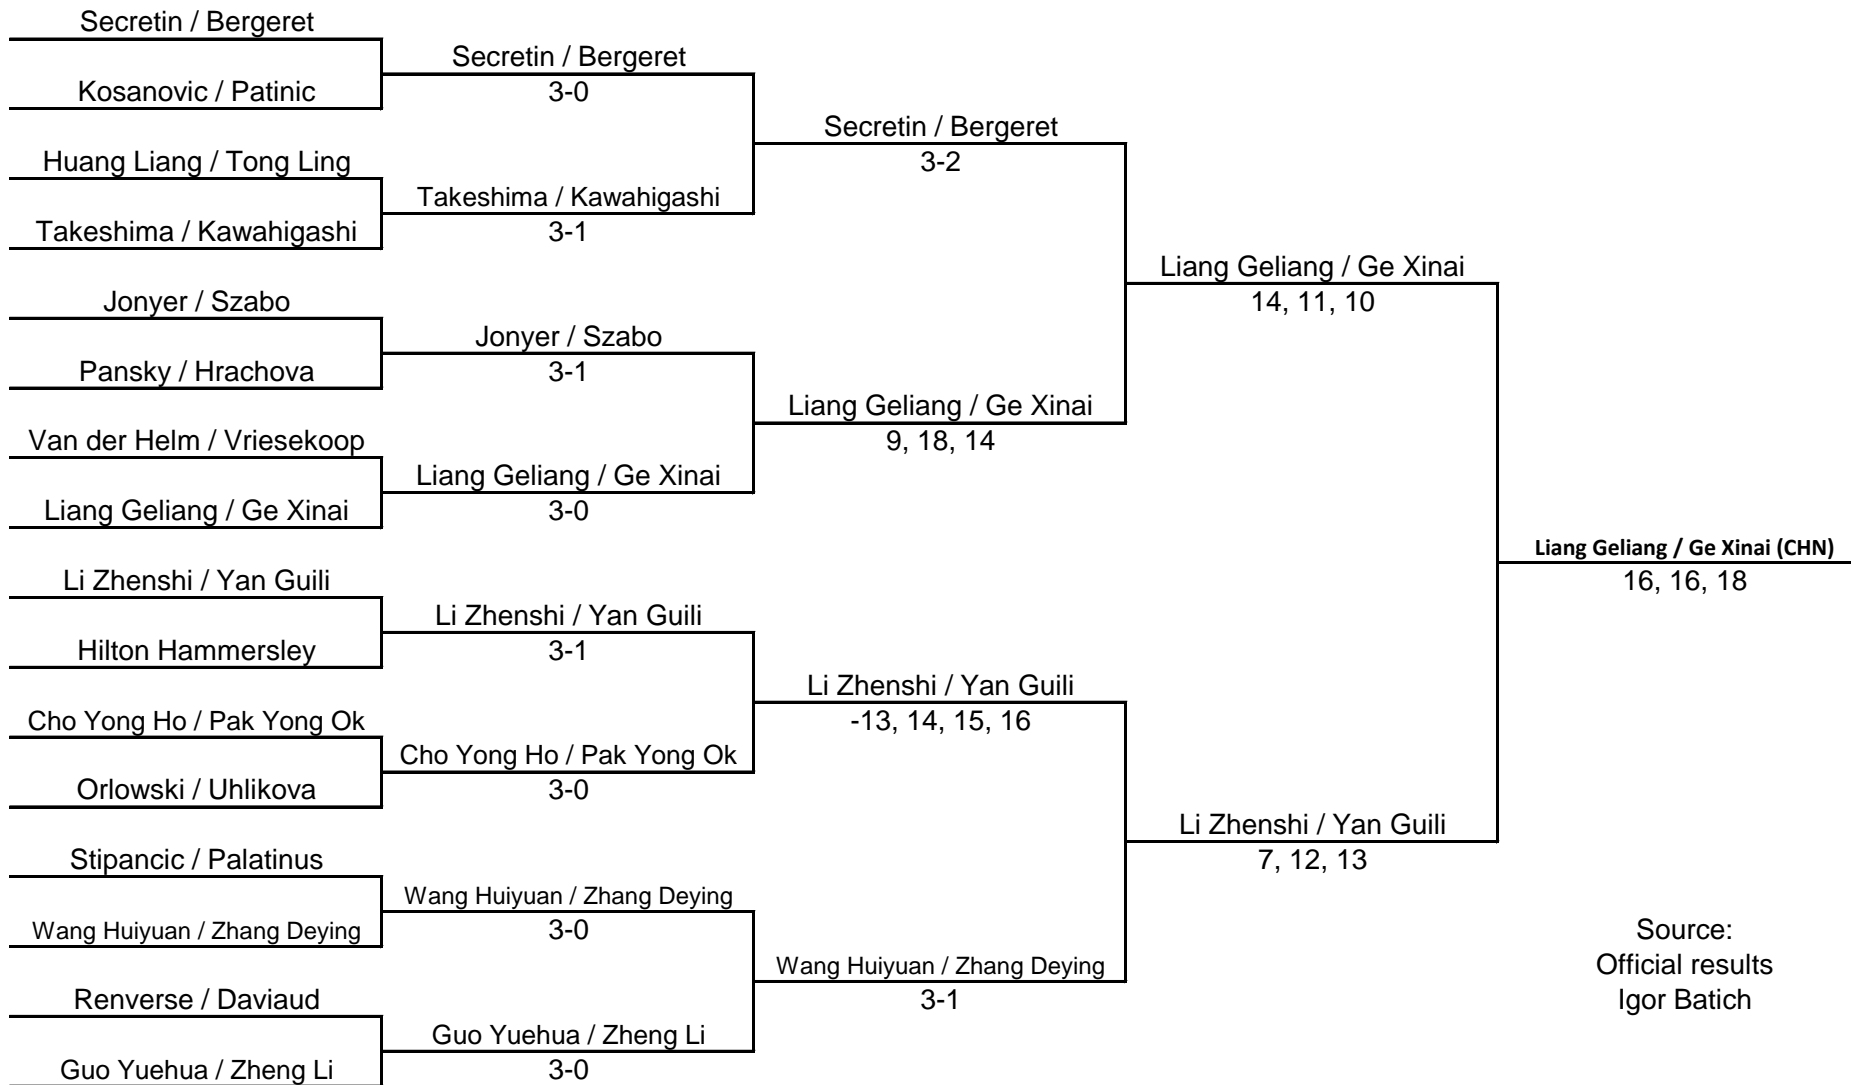 Secretin / Bergeret
Kosanovic / Patinic
Huang Liang / Tong Ling
Takeshima / Kawahigashi
Jonyer / Szabo
Pansky / Hrachova
Van der Helm / Vriesekoop
Liang Geliang / Ge Xinai
Li Zhenshi / Yan Guili
Hilton Hammersley
Cho Yong Ho / Pak Yong Ok
Orlowski / Uhlikova
Stipancic / Palatinus
Wang Huiyuan / Zhang Deying
Renverse / Daviaud
Guo Yuehua / Zheng Li
Secretin / Bergeret
3-0
Takeshima / Kawahigashi
3-1
Jonyer / Szabo
3-1
Liang Geliang / Ge Xinai
3-0
Li Zhenshi / Yan Guili
3-1
Cho Yong Ho / Pak Yong Ok
3-0
Wang Huiyuan / Zhang Deying
3-0
Guo Yuehua / Zheng Li
3-0
Secretin / Bergeret
3-2
Liang Geliang / Ge Xinai
9, 18, 14
Li Zhenshi / Yan Guili
-13, 14, 15, 16
Wang Huiyuan / Zhang Deying
3-1
Liang Geliang / Ge Xinai
14, 11, 10
Li Zhenshi / Yan Guili
7, 12, 13
Liang Geliang / Ge Xinai (CHN)
16, 16, 18
Source:
Official results
Igor Batich